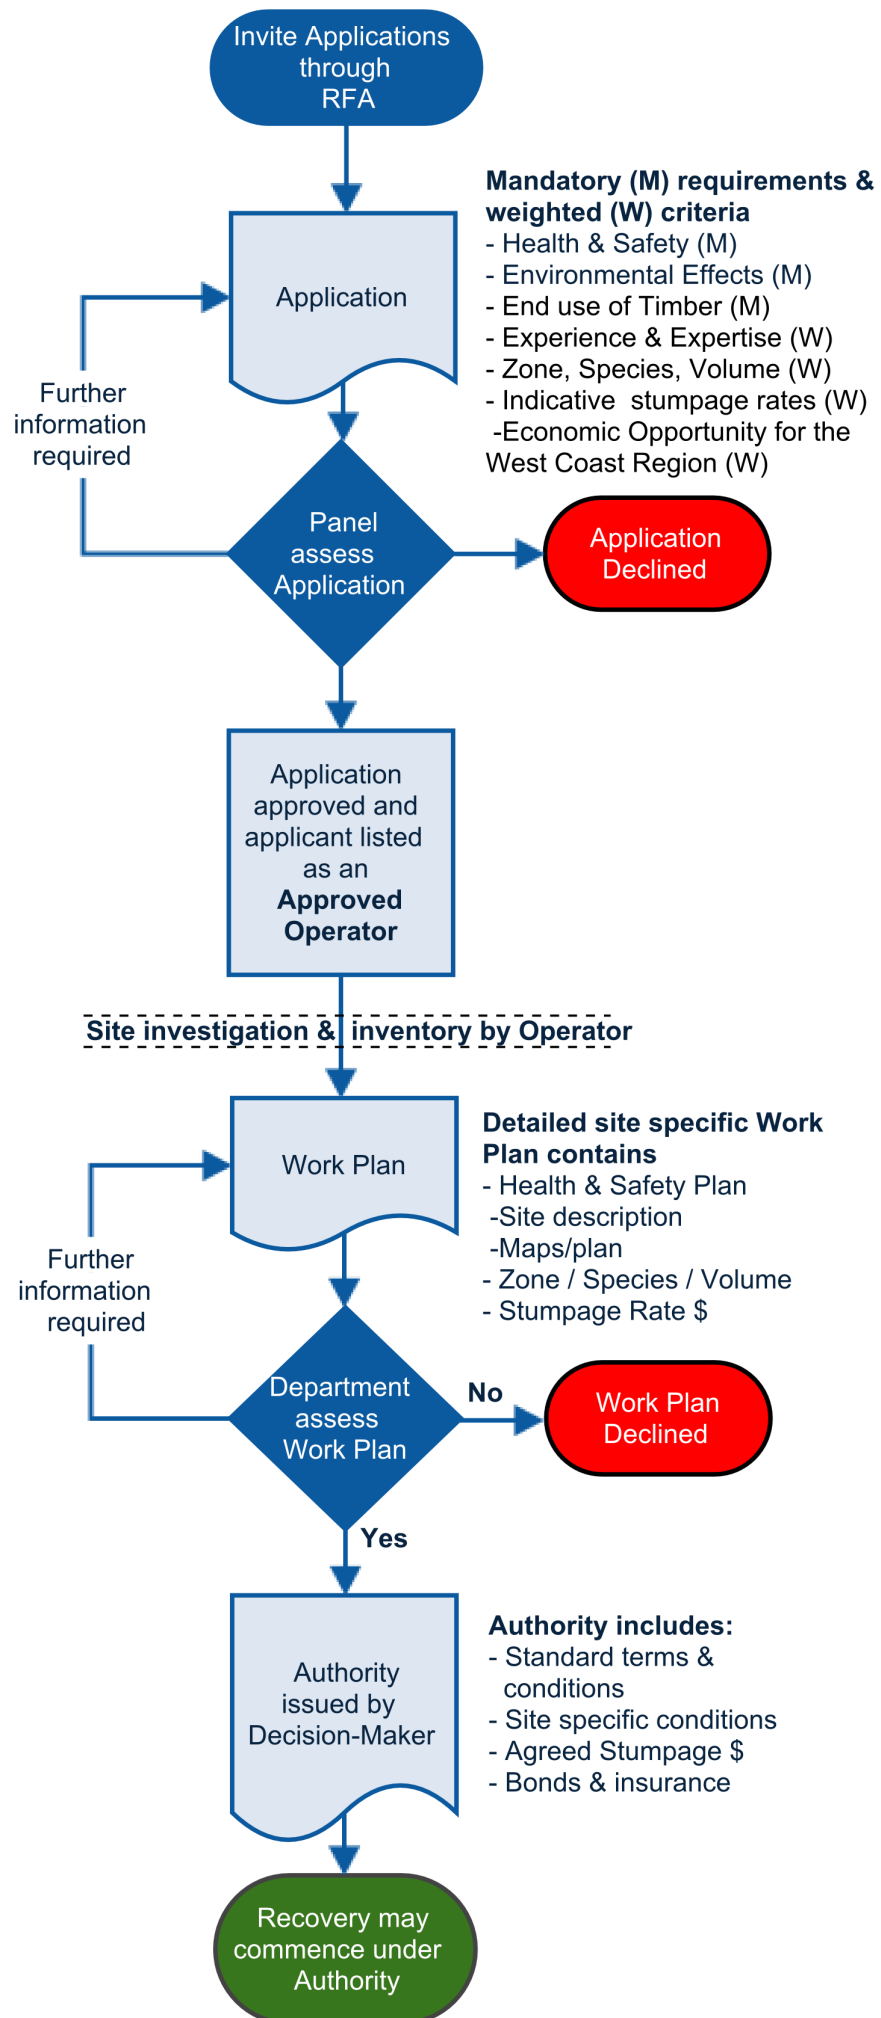 Invite Applications
through
RFA
Mandatory (M) requirements &
weighted (W) criteria
- Health & Safety (M)
- Environmental Effects (M)
- End use of Timber (M)
- Experience & Expertise (W)
- Zone, Species, Volume (W)
- Indicative  stumpage rates (W)
-Economic Opportunity for the
West Coast Region (W)
Application
Further
information
required
Panel
assess
Application
Application
Declined
Application
approved and
applicant listed
as an
Approved
Operator
Site investigation &  inventory by Operator
Work Plan
Detailed site specific Work
Plan contains
- Health & Safety Plan
-Site description
-Maps/plan
- Zone / Species / Volume
- Stumpage Rate $
Further
information
required
Department
assess
Work Plan
No
Work Plan
Declined
Yes
Authority
issued by
Decision-Maker
Authority includes:
- Standard terms &
conditions
- Site specific conditions
- Agreed Stumpage $
- Bonds & insurance
Recovery may
commence under
Authority